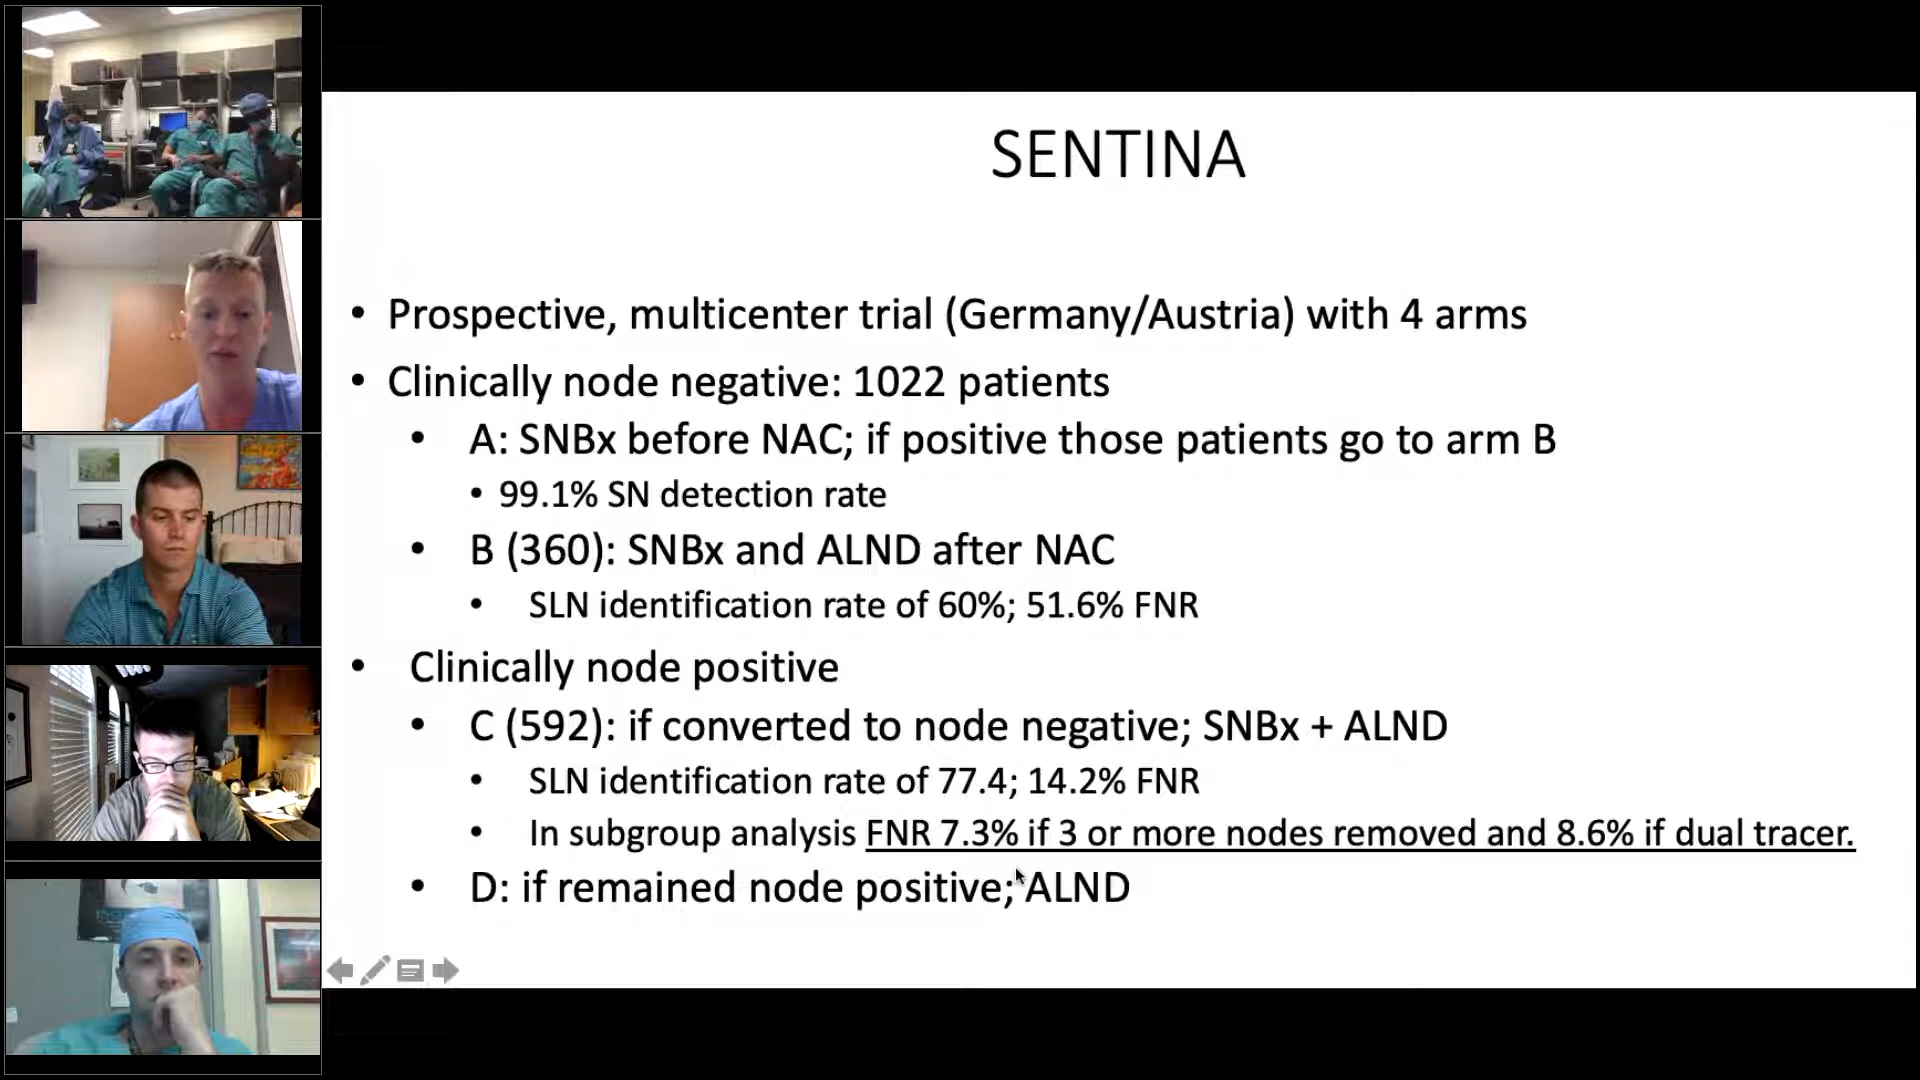 SENTINA
• Prospective, multicenter trial (Germany/Austria) with 4 arms
• Clinically node negative: 1022 patients
• A: SNBx before NAC; if positive those patients go to arm B
• 99.1% SN detection rate
• B (360): SNBx and ALND after NAC
• SLN identification rate of 60%; 51.6% FNR
• Clinically node positive
• C (592): if converted to node negative; SNBx + ALND
• SLN identification rate of 77.4; 14.2% FNR
• In subgroup analysis FNR 7.3% if 3 or more nodes removed and 8.6% if dual tracer.
• D: if remained node positive; ALND